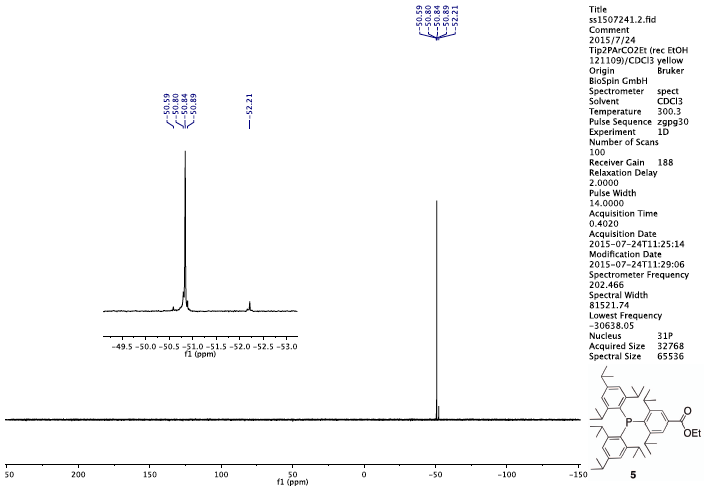 -50.59
-50.80
-50.84
-50.89
-52.21
-50.59
-50.80
-50.84
-50.89
-52.21
-49.5 -50.0 -50.5 -51.0 -51.5 -52.0 -52.5 -53.0
f1 (ppm)
50 200 150 100 50 0 -50 -100 -150
f1 (ppm)
Title
ss1507241.2.fid
Comment
2015/7/24
Tip2PArCO2Et (rec EtOH
121109)/CDCl3 yellow
Origin Bruker
BioSpin GmbH
Spectrometer spect
Solvent CDCl3
Temperature 300.3
Pulse Sequence zgpg30
Experiment 1D
Number of Scans
100
Receiver Gain 188
Relaxation Delay
2.0000
Pulse Width
14.0000
Acquisition Time
0.4020
Acquisition Date
2015-07-24T11:25:14
Modification Date
2015-07-24T11:29:06
Spectrometer Frequency
202.466
Spectral Width
81521.74
Lowest Frequency
-30638.05
Nucleus 31P
Acquired Size 32768
Spectral Size 65536
P
O
OEt
5